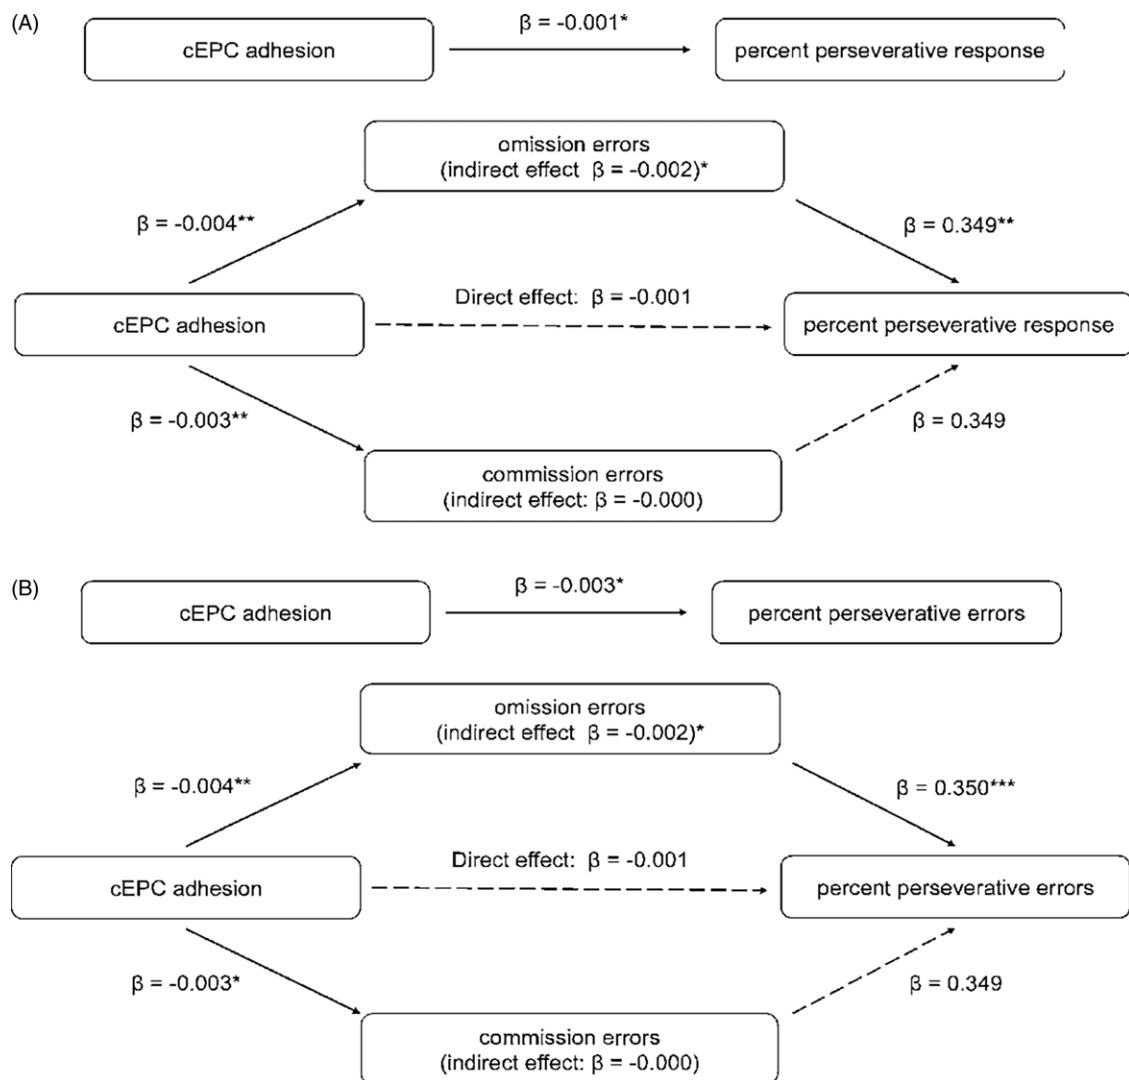 (A)
β = -0.001*
cEPC adhesion
percent perseverative response
omission errors
(indirect effect β = -0.002)*
β = -0.004**
β = 0.349**
Direct effect: β = -0.001
cEPC adhesion
percent perseverative response
β = -0.003**
β = 0.349
commission errors
(indirect effect: β = -0.000)
(B)
β = -0.003*
cEPC adhesion
percent perseverative errors
omission errors
(indirect effect β = -0.002)*
β = -0.004**
β = 0.350***
Direct effect: β = -0.001
cEPC adhesion
percent perseverative errors
β = -0.003*
β = 0.349
commission errors
(indirect effect: β = -0.000)